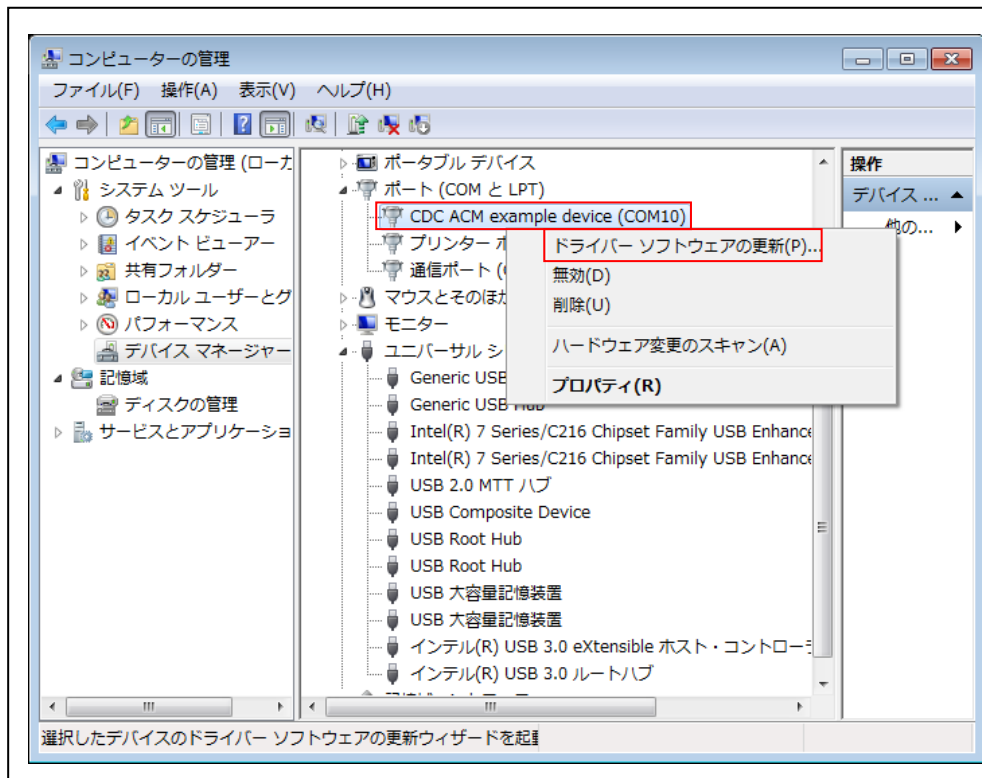 コンピューターの管理
ファイル(F) 操作(A) 表示(V) ヘルプ(H)
コンピューターの管理 (ローカ
システム ツール
タスク スケジューラ
イベント ビューアー
共有フォルダー
ローカル ユーザーとグ
パフォーマンス
デバイス マネージャー
記憶域
ディスクの管理
サービスとアプリケーショ
ポータブル デバイス
ポート (COM と LPT)
CDC ACM example device (COM10)
プリンター ポ
通信ポート (
マウスとそのほか
モニター
ユニバーサル シ
Generic USB
Generic USB Hub
Intel(R) 7 Series/C216 Chipset Family USB Enhance
Intel(R) 7 Series/C216 Chipset Family USB Enhance
USB 2.0 MTT ハブ
USB Composite Device
USB Root Hub
USB Root Hub
USB 大容量記憶装置
USB 大容量記憶装置
インテル(R) USB 3.0 eXtensible ホスト・コントローラ
インテル(R) USB 3.0 ルートハブ
ドライバー ソフトウェアの更新(P)...
無効(D)
削除(U)
ハードウェア変更のスキャン(A)
プロパティ(R)
操作
デバイス ...
他の...
選択したデバイスのドライバー ソフトウェアの更新ウィザードを起動